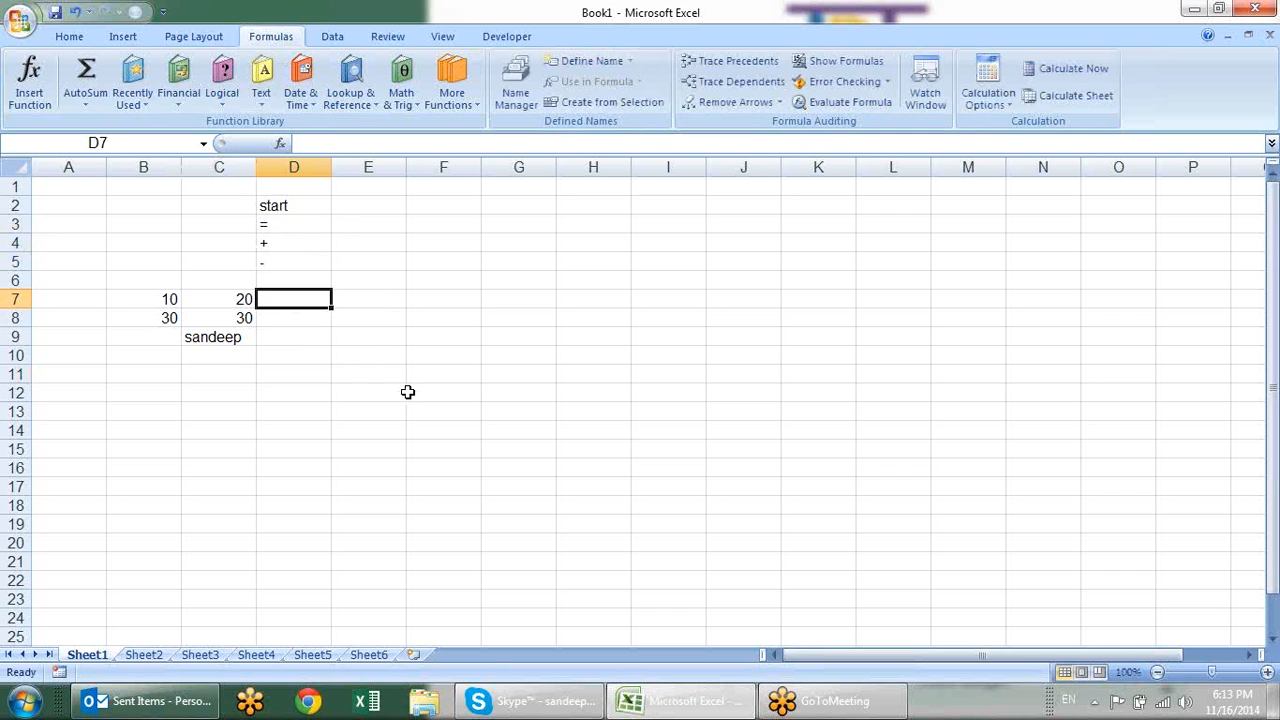 Book1 - Microsoft Excel
Home Insert Page Layout Formulas Data Review View Developer
Insert Function
AutoSum
Recently Used
Financial
Logical
Text
Date & Time
Lookup & Reference
Math & Trig
More Functions
Function Library
Name Manager
Define Name
Use in Formula
Create from Selection
Defined Names
Trace Precedents
Trace Dependents
Remove Arrows
Show Formulas
Error Checking
Evaluate Formula
Formula Auditing
Watch Window
Calculation Options
Calculate Now
Calculate Sheet
Calculation
D7 fx
A B C D E F G H I J K L M N O P
1
2 start
3 =
4 +
5 -
6
7 10 20
8 30 30
9 sandeep
10
11
12
13
14
15
16
17
18
19
20
21
22
23
24
25
Sheet1 Sheet2 Sheet3 Sheet4 Sheet5 Sheet6
Ready 100%
Sent Items - Perso...
Skype™ - sandeep...
Microsoft Excel - ...
GoToMeeting
EN
6:13 PM
11/16/2014